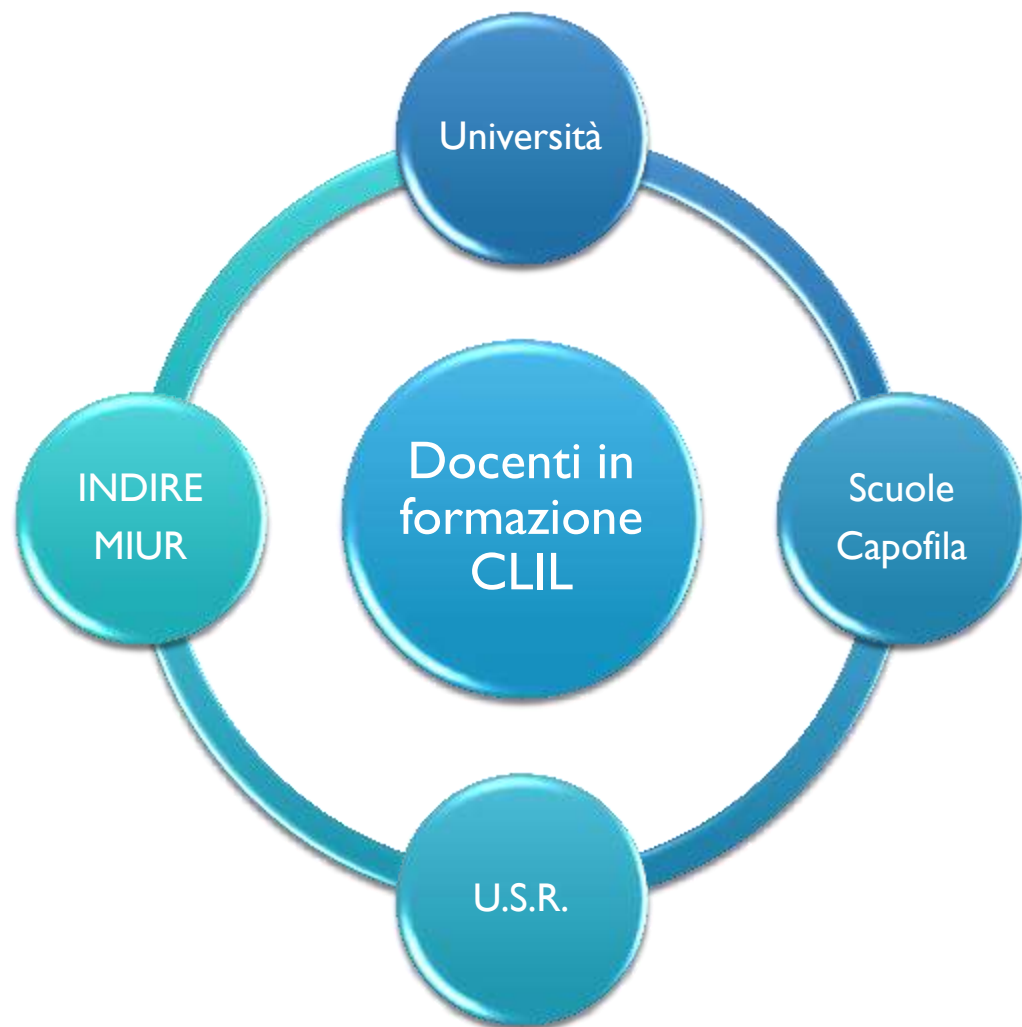 Università
INDIRE
MIUR
Docenti in
formazione
CLIL
Scuole
Capofila
U.S.R.